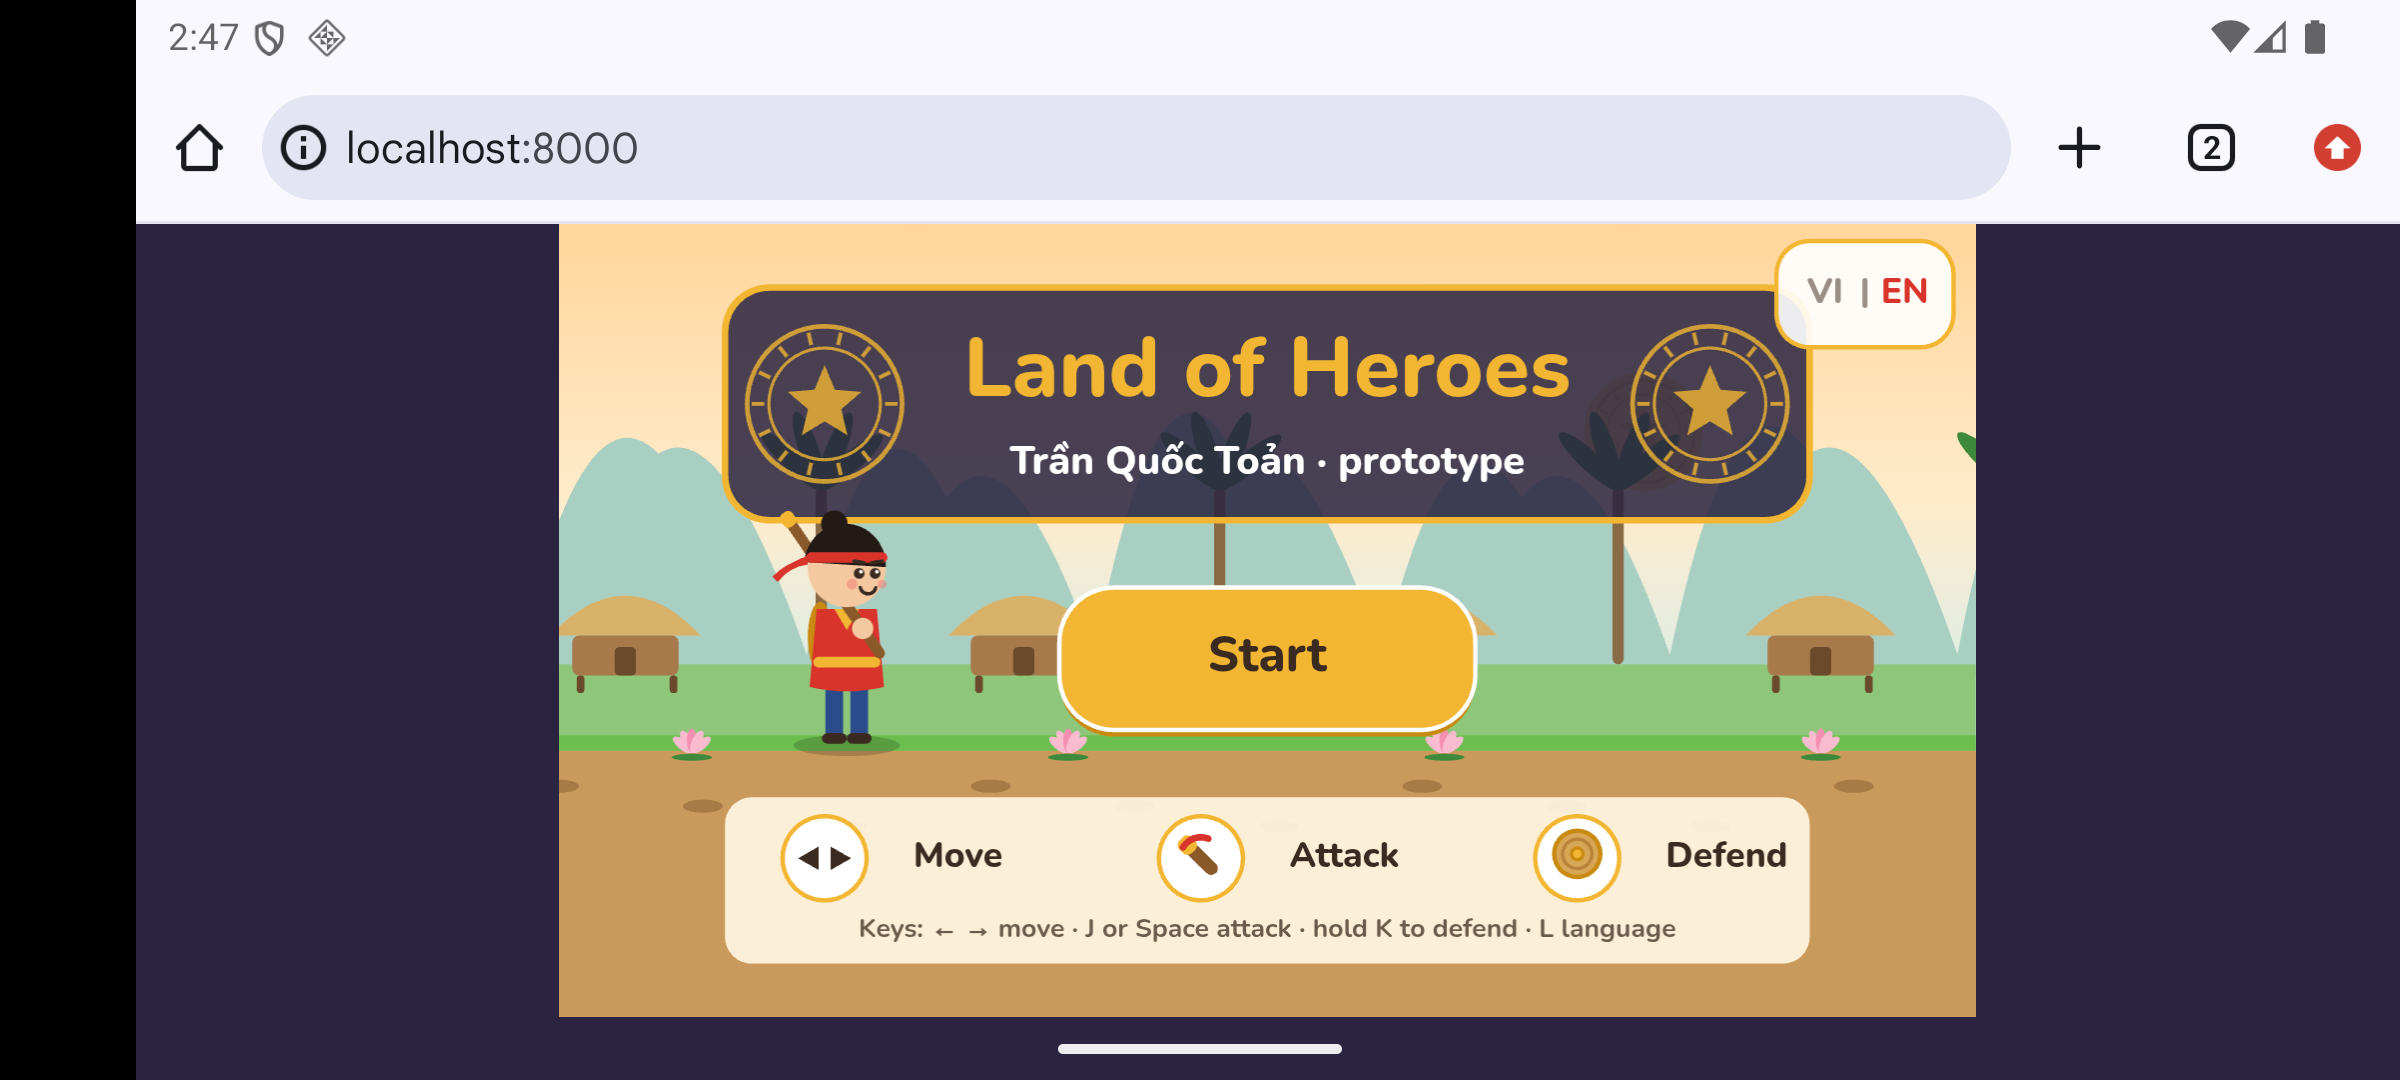 2:47
localhost:8000
2
VI | EN
Land of Heroes
Trần Quốc Toản · prototype
Start
Move
Attack
Defend
Keys: ← → move · J or Space attack · hold K to defend · L language